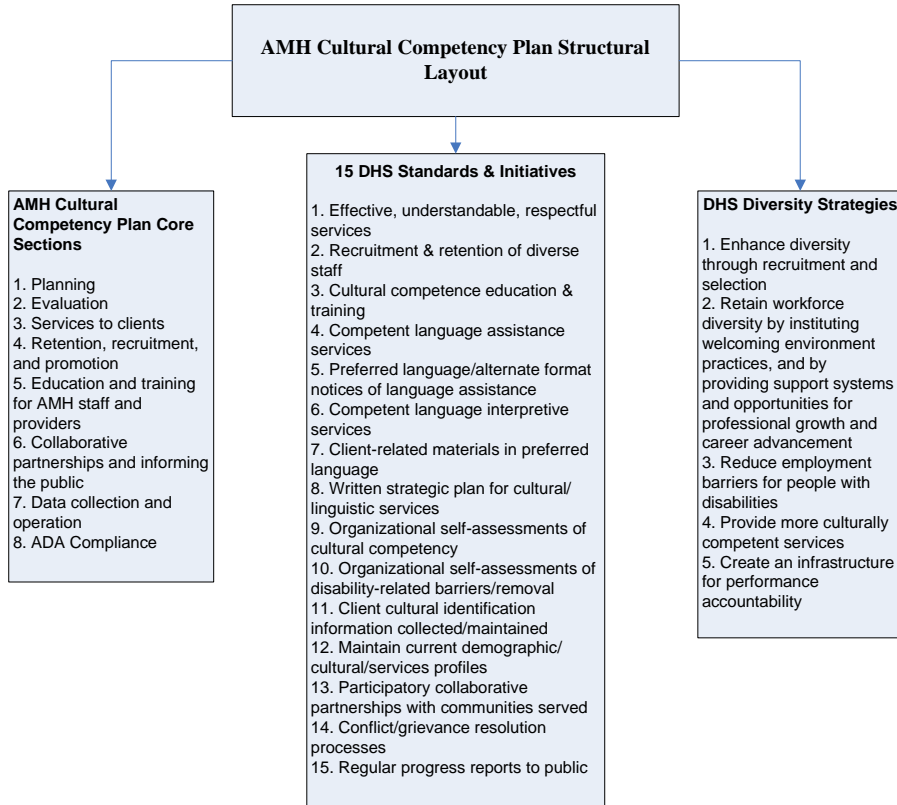 AMH Cultural Competency Plan Structural
Layout
AMH Cultural
Competency Plan Core
Sections
1. Planning
2. Evaluation
3. Services to clients
4. Retention, recruitment,
and promotion
5. Education and training
for AMH staff and
providers
6. Collaborative
partnerships and informing
the public
7. Data collection and
operation
8. ADA Compliance
15 DHS Standards & Initiatives
1. Effective, understandable, respectful
services
2. Recruitment & retention of diverse
staff
3. Cultural competence education &
training
4. Competent language assistance
services
5. Preferred language/alternate format
notices of language assistance
6. Competent language interpretive
services
7. Client-related materials in preferred
language
8. Written strategic plan for cultural/
linguistic services
9. Organizational self-assessments of
cultural competency
10. Organizational self-assessments of
disability-related barriers/removal
11. Client cultural identification
information collected/maintained
12. Maintain current demographic/
cultural/services profiles
13. Participatory collaborative
partnerships with communities served
14. Conflict/grievance resolution
processes
15. Regular progress reports to public
DHS Diversity Strategies
1. Enhance diversity
through recruitment and
selection
2. Retain workforce
diversity by instituting
welcoming environment
practices, and by
providing support systems
and opportunities for
professional growth and
career advancement
3. Reduce employment
barriers for people with
disabilities
4. Provide more culturally
competent services
5. Create an infrastructure
for performance
accountability